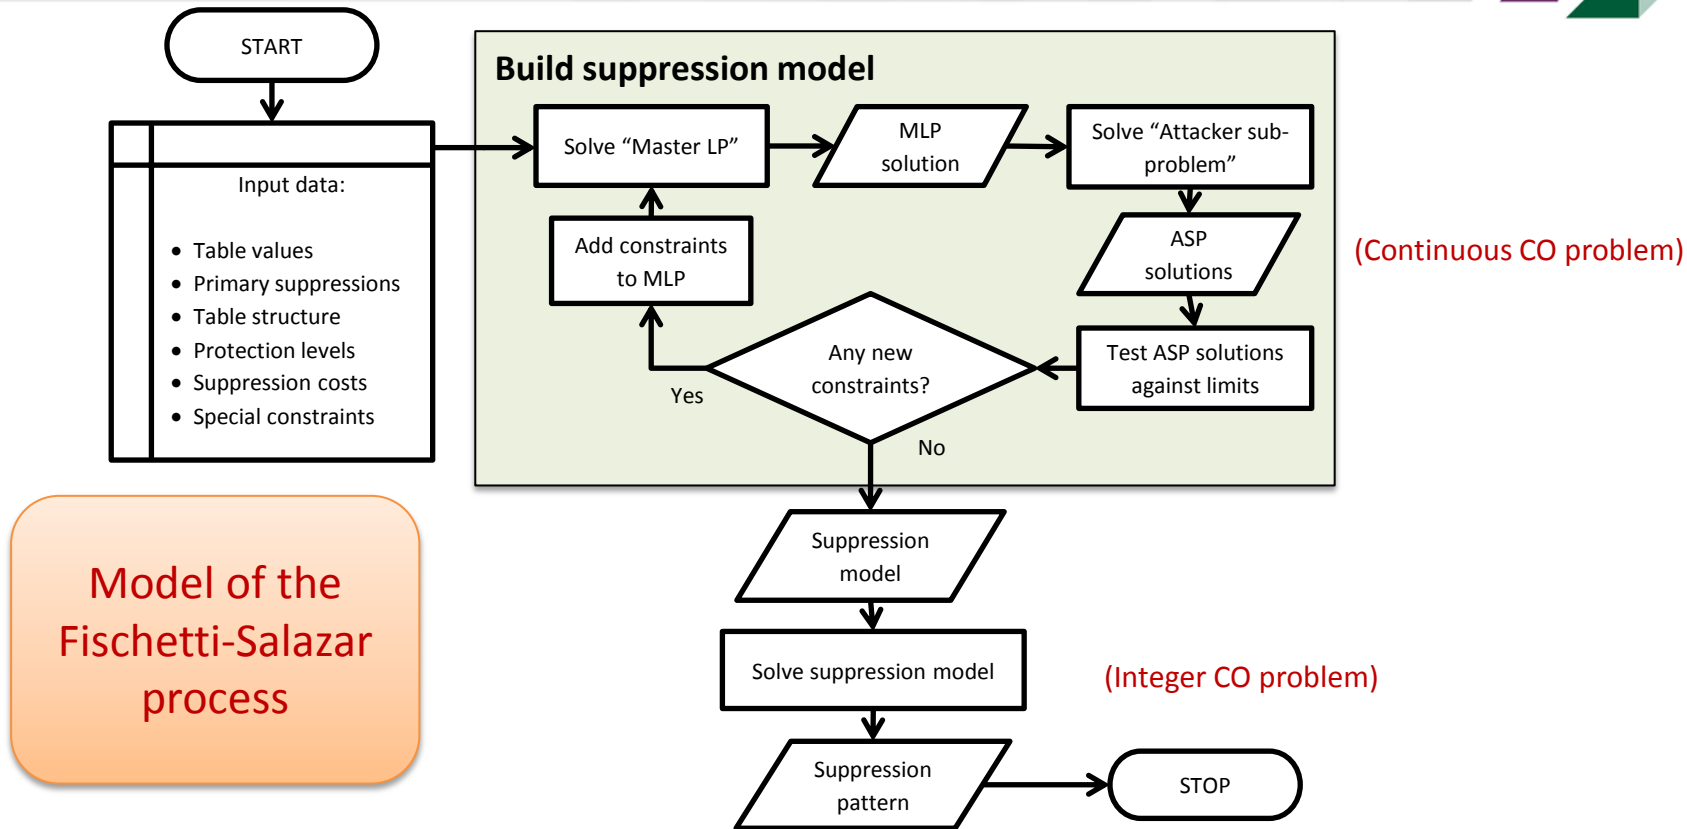 START
Build suppression model
Solve “Master LP”
MLP
solution
Solve “Attacker sub-
problem”
Input data:
• Table values
• Primary suppressions
• Table structure
• Protection levels
• Suppression costs
• Special constraints
Add constraints
to MLP
ASP
solutions
(Continuous CO problem)
Any new
constraints?
Test ASP solutions
against limits
Yes
No
Suppression
model
Model of the
Fischetti-Salazar
process
Solve suppression model
(Integer CO problem)
Suppression
pattern
STOP